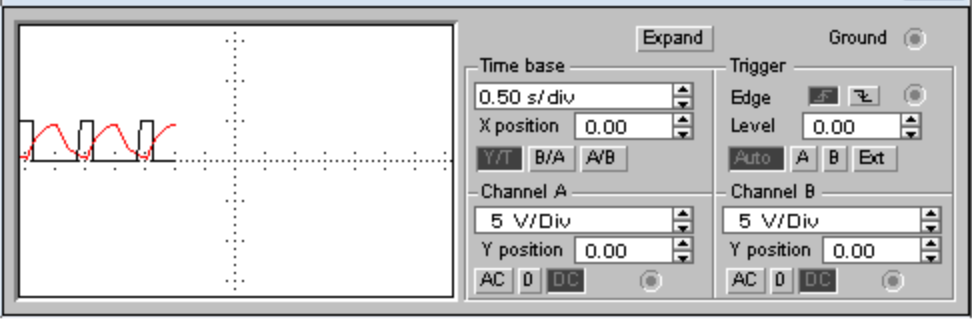 Expand
Ground
Time base
0.50 s/div
X position 0.00
Y/T B/A A/B
Trigger
Edge
Level 0.00
Auto A B Ext
Channel A
5 V/Div
Y position 0.00
AC 0 DC
Channel B
5 V/Div
Y position 0.00
AC 0 DC